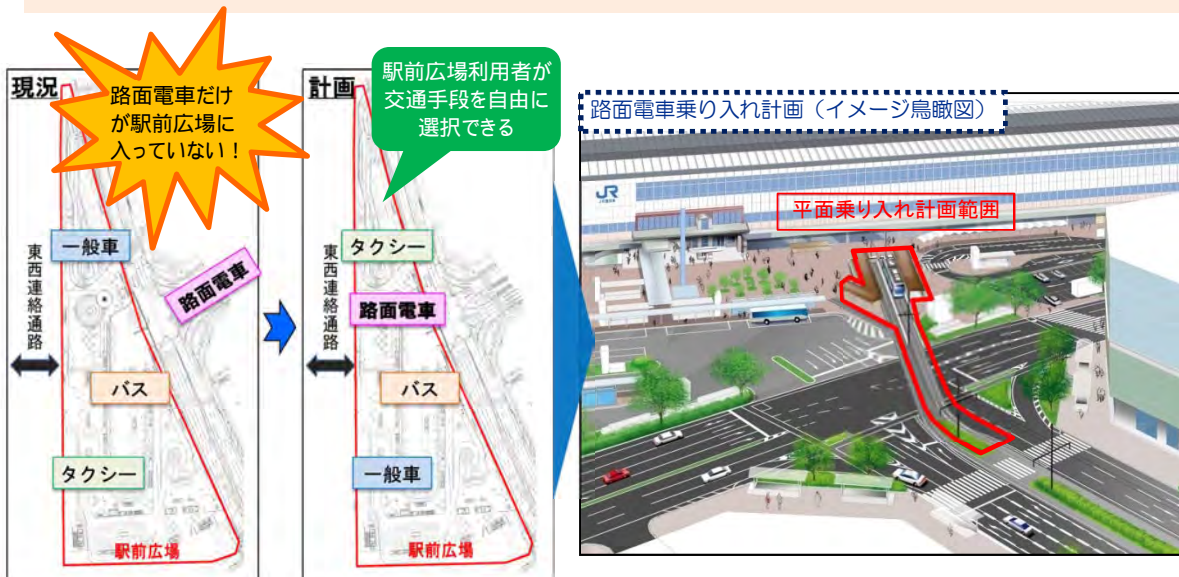 現況
路面電車だけ
が駅前広場に
入っていない！
一般車
東西連絡通路
路面電車
バス
タクシー
駅前広場
計画
駅前広場利用者が
交通手段を自由に
選択できる
タクシー
東西連絡通路
路面電車
バス
一般車
駅前広場
路面電車乗り入れ計画（イメージ鳥瞰図）
JR
平面乗り入れ計画範囲